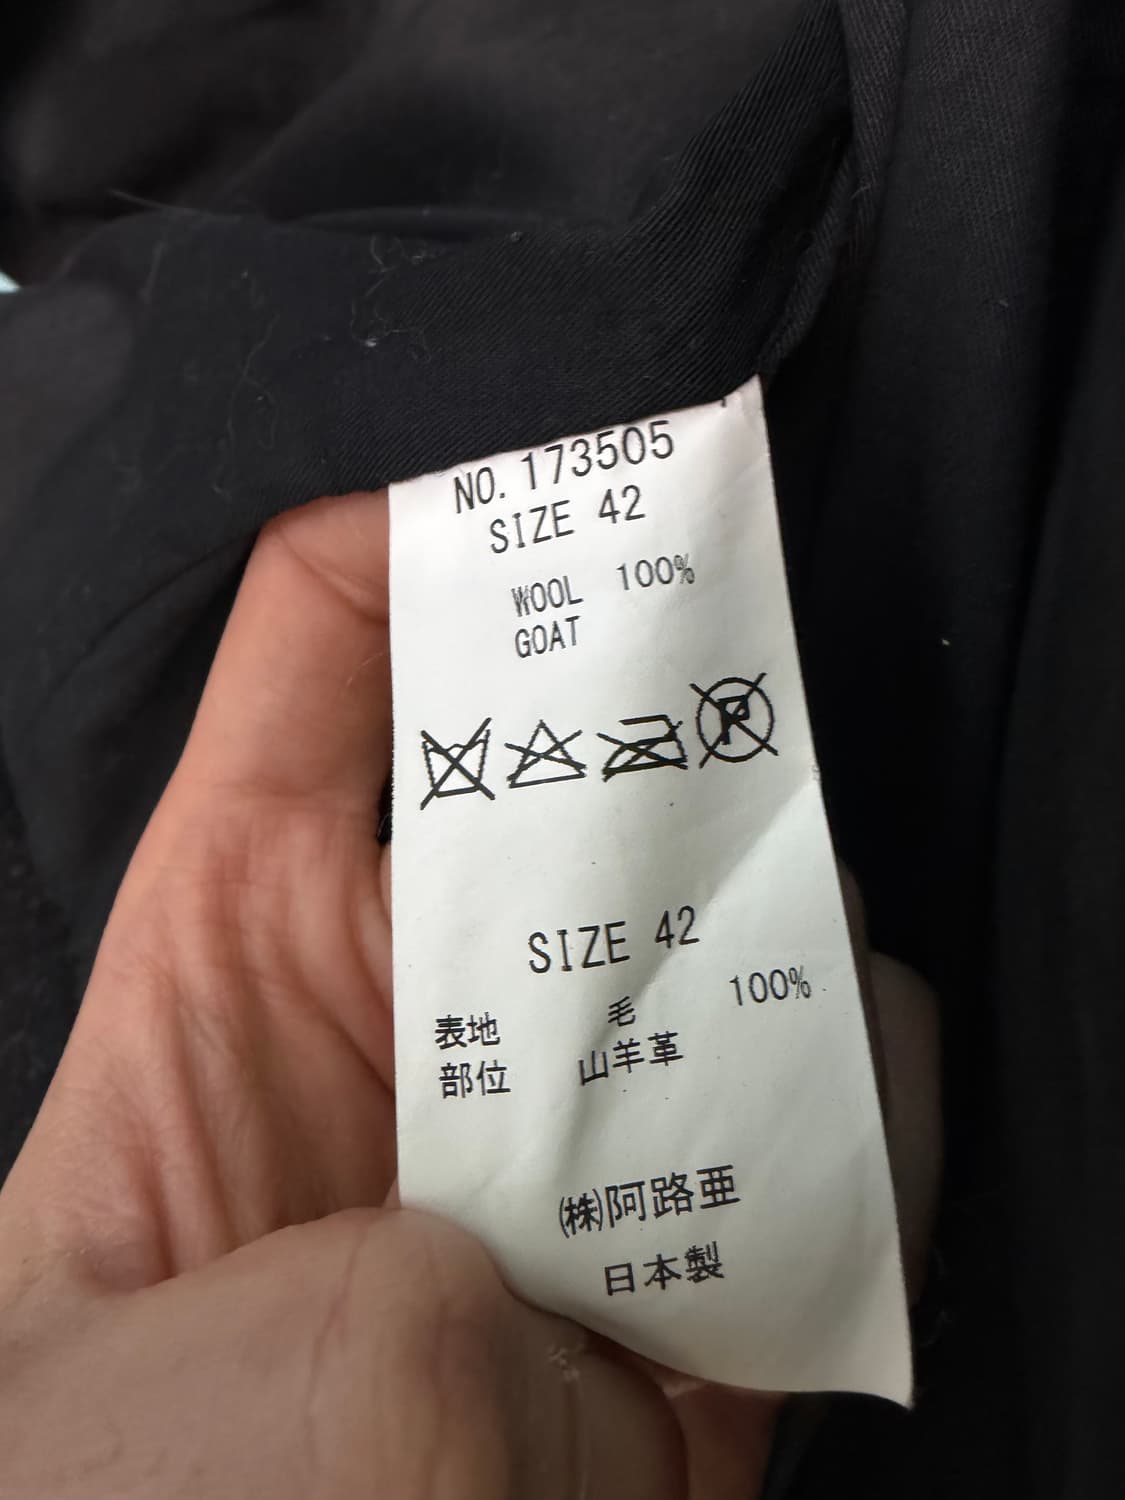 NO. 173505
SIZE 42
WOOL 100%
GOAT
P
SIZE 42
表地 毛 100%
部位 山羊革
㈱阿路亜
日本製